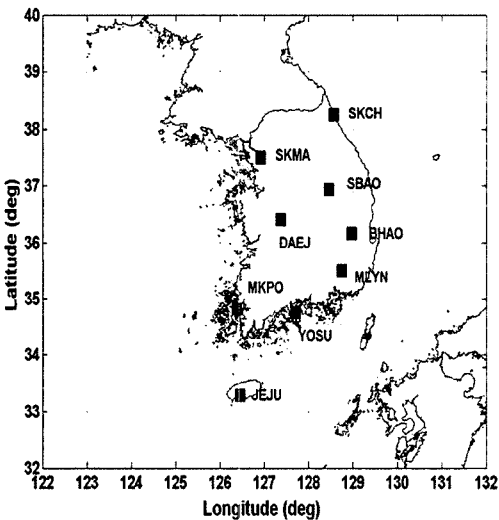 40
39
38
37
36
35
34
33
32
Latitude (deg)
SKCH
SKMA
SBAO
DAEJ
BHAO
MLYN
MKPO
YOSU
JEJU
122 123 124 125 126 127 128 129 130 131 132
Longitude (deg)